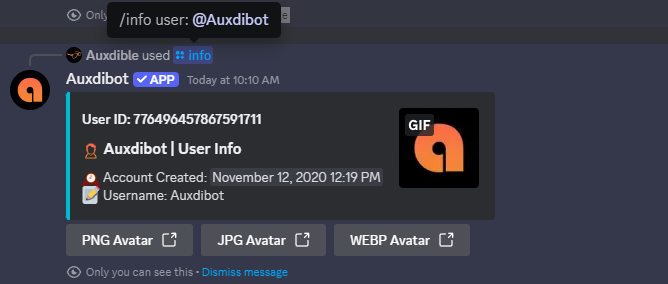 Only
/info user: @Auxdibot
Auxdible used info
Auxdibot APP Today at 10:10 AM
User ID: 776496457867591711
GIF
Auxdibot | User Info
Account Created: November 12, 2020 12:19 PM
Username: Auxdibot
PNG Avatar JPG Avatar WEBP Avatar
Only you can see this • Dismiss message